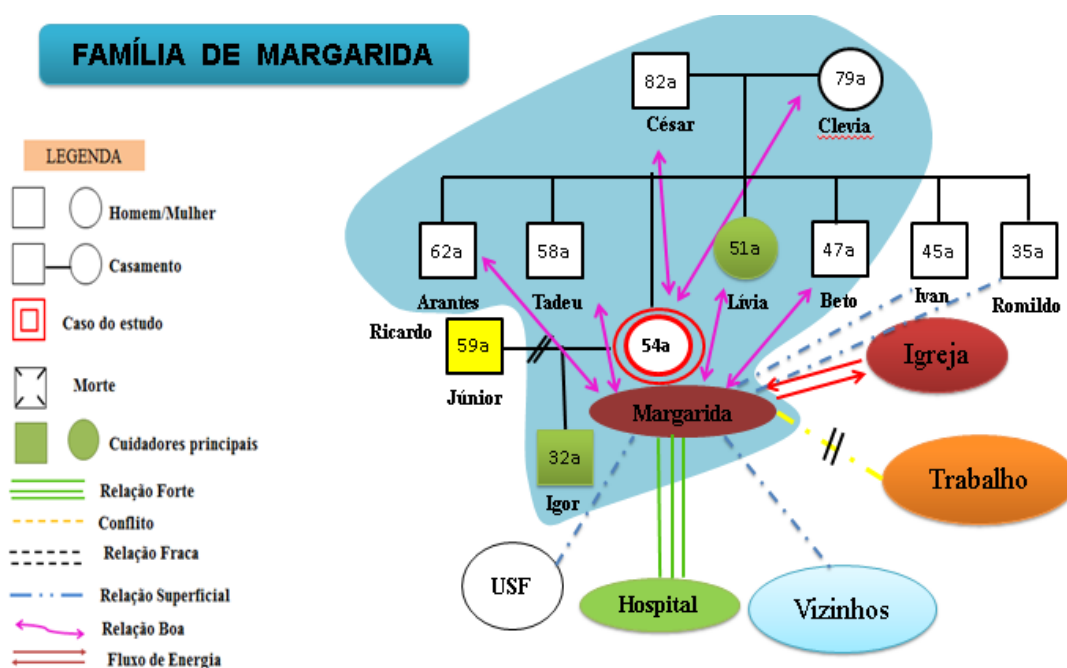 FAMÍLIA DE MARGARIDA
LEGENDA
Homem/Mulher
Casamento
Caso do estudo
Morte
Cuidadores principais
Relação Forte
Conflito
Relação Fraca
Relação Superficial
Relação Boa
Fluxo de Energia
82a
79a
César
Clevia
62a
58a
51a
47a
45a
35a
Arantes
Tadeu
Lívia
Beto
Ivan
Romildo
Ricardo
59a
54a
Júnior
Igreja
Margarida
32a
Igor
Trabalho
USF
Hospital
Vizinhos